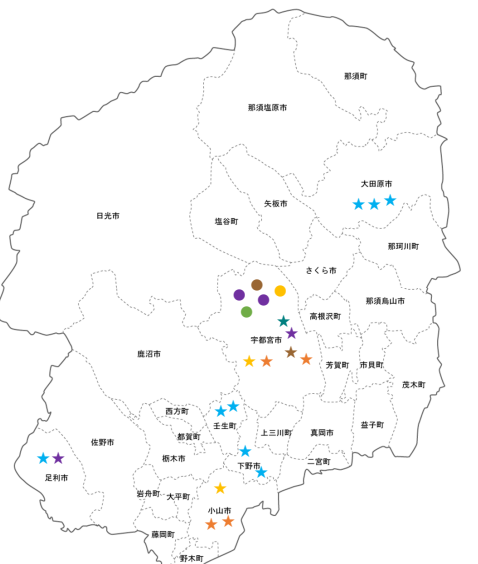 那須町
那須塩原市
大田原市
矢板市
日光市
塩谷町
那珂川町
さくら市
那須烏山市
高根沢町
宇都宮市
鹿沼市
芳賀町
市貝町
茂木町
西方町
壬生町
益子町
都賀町
上三川町
真岡市
佐野市
栃木市
下野市
二宮町
足利市
岩舟町
大平町
小山市
藤岡町
野木町